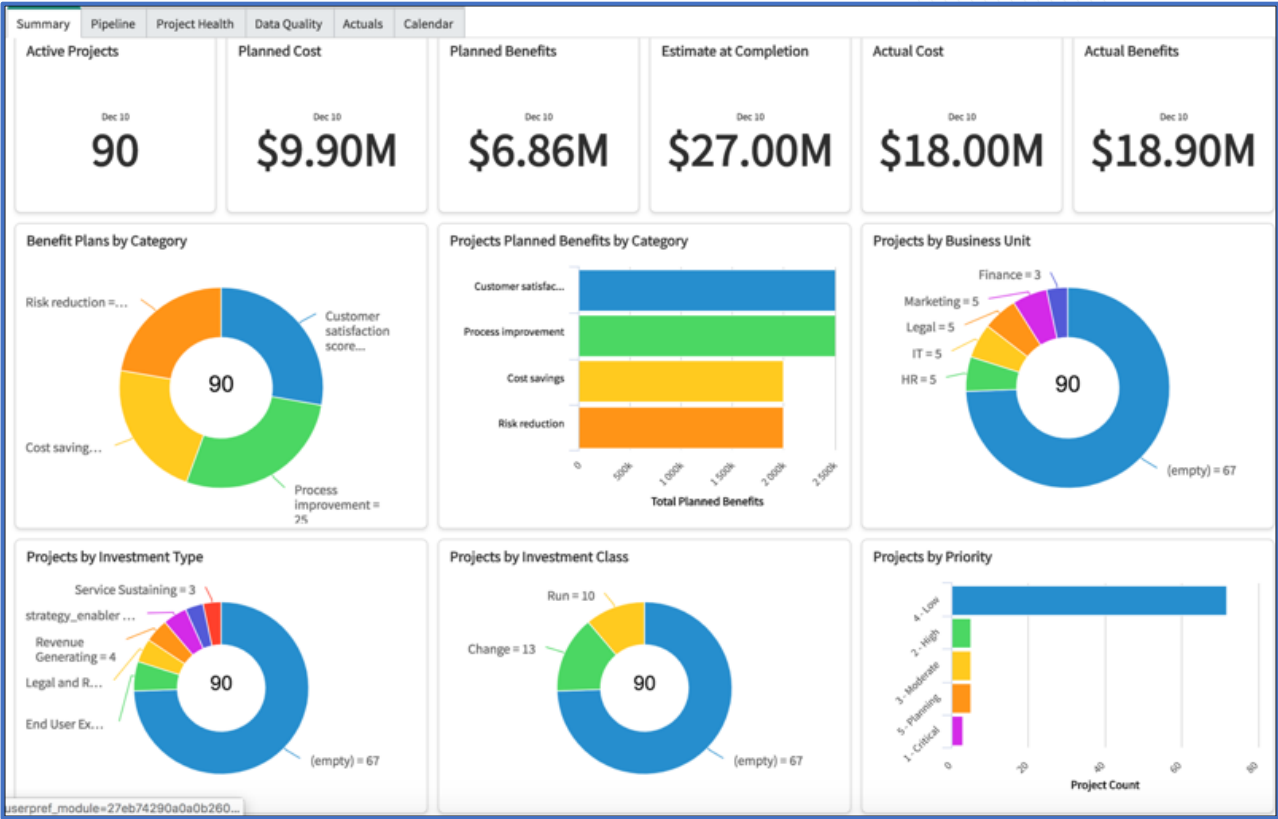 Summary Pipeline Project Health Data Quality Actuals Calendar
Active Projects
Dec 10
90
Planned Cost
Dec 10
$9.90M
Planned Benefits
Dec 10
$6.86M
Estimate at Completion
Dec 10
$27.00M
Actual Cost
Dec 10
$18.00M
Actual Benefits
Dec 10
$18.90M
Benefit Plans by Category
Risk reduction =...
Customer
satisfaction
score...
90
Cost saving...
Process
improvement =
25
Projects Planned Benefits by Category
Customer satisfac...
Process improvement
Cost savings
Risk reduction
0 500k 1 000k 1 500k 2 000k 2 500k
Total Planned Benefits
Projects by Business Unit
Finance = 3
Marketing = 5
Legal = 5
IT = 5
HR = 5
90
(empty) = 67
Projects by Investment Type
Service Sustaining = 3
strategy_enabler ...
Revenue
Generating = 4
Legal and R...
End User Ex...
90
(empty) = 67
Projects by Investment Class
Run = 10
Change = 13
90
(empty) = 67
Projects by Priority
4 - Low
2 - High
3 - Moderate
5 - Planning
1 - Critical
0 20 40 60 80
Project Count
userpref_module=27eb74290a0a0b260...